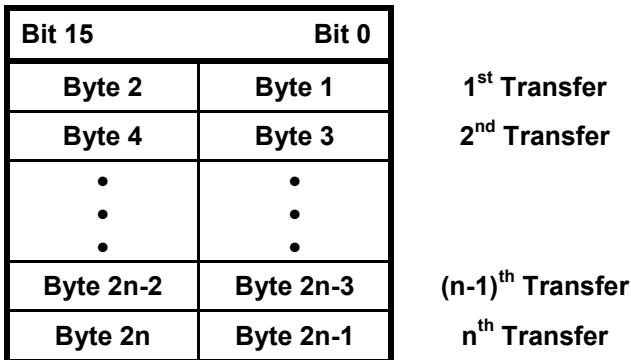 Bit 15 Bit 0
Byte 2 Byte 1 1st Transfer
Byte 4 Byte 3 2nd Transfer
• •
• •
• •
Byte 2n-2 Byte 2n-3 (n-1)th Transfer
Byte 2n Byte 2n-1 nth Transfer